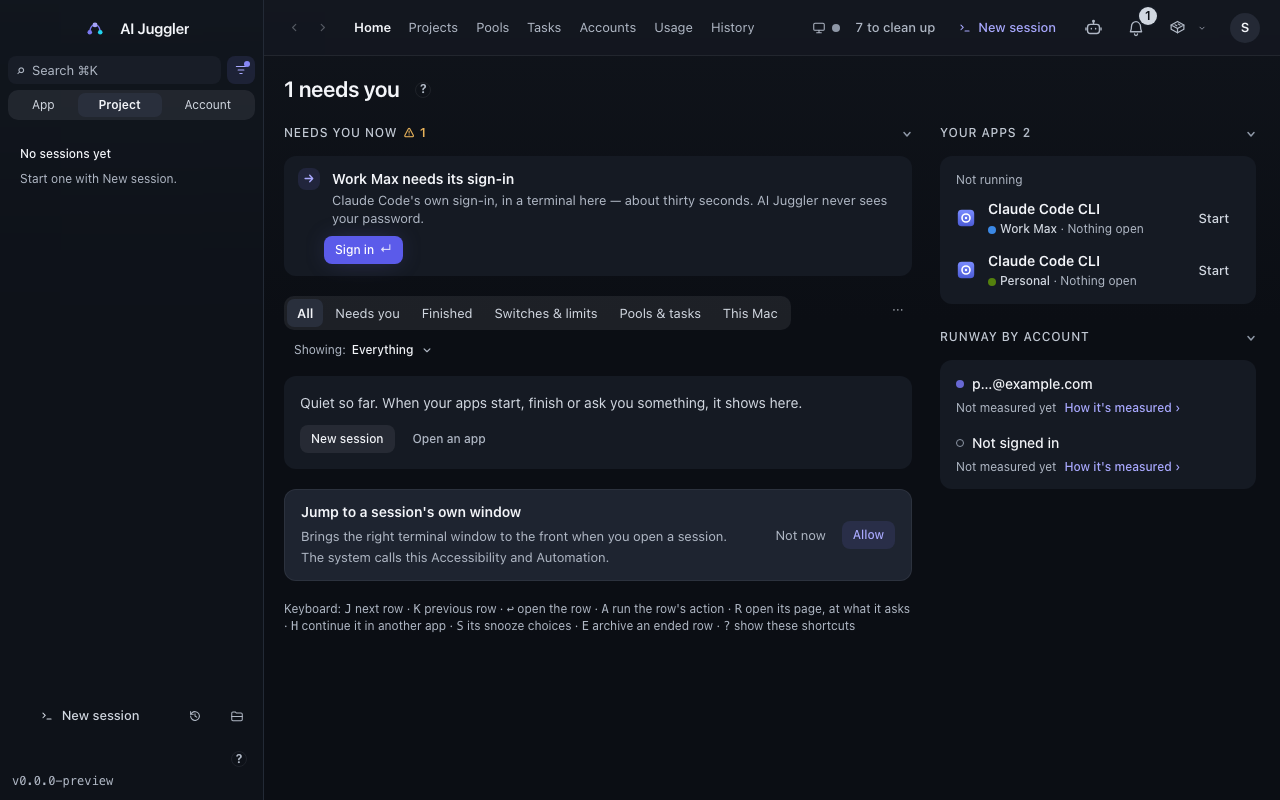 AI Juggler
Search ⌘K
App Project Account
No sessions yet
Start one with New session.
New session
?
v0.0.0-preview
Home Projects Pools Tasks Accounts Usage History
7 to clean up
New session
1
S
1 needs you ?
NEEDS YOU NOW 1
Work Max needs its sign-in
Claude Code's own sign-in, in a terminal here — about thirty seconds. AI Juggler never sees
your password.
Sign in ↵
All Needs you Finished Switches & limits Pools & tasks This Mac ···
Showing: Everything
Quiet so far. When your apps start, finish or ask you something, it shows here.
New session Open an app
Jump to a session's own window
Brings the right terminal window to the front when you open a session.
The system calls this Accessibility and Automation.
Not now Allow
Keyboard: J next row · K previous row · ↩ open the row · A run the row's action · R open its page, at what it asks
· H continue it in another app · S its snooze choices · E archive an ended row · ? show these shortcuts
YOUR APPS 2
Not running
Claude Code CLI
Work Max · Nothing open
Start
Claude Code CLI
Personal · Nothing open
Start
RUNWAY BY ACCOUNT
p...@example.com
Not measured yet How it's measured ›
Not signed in
Not measured yet How it's measured ›